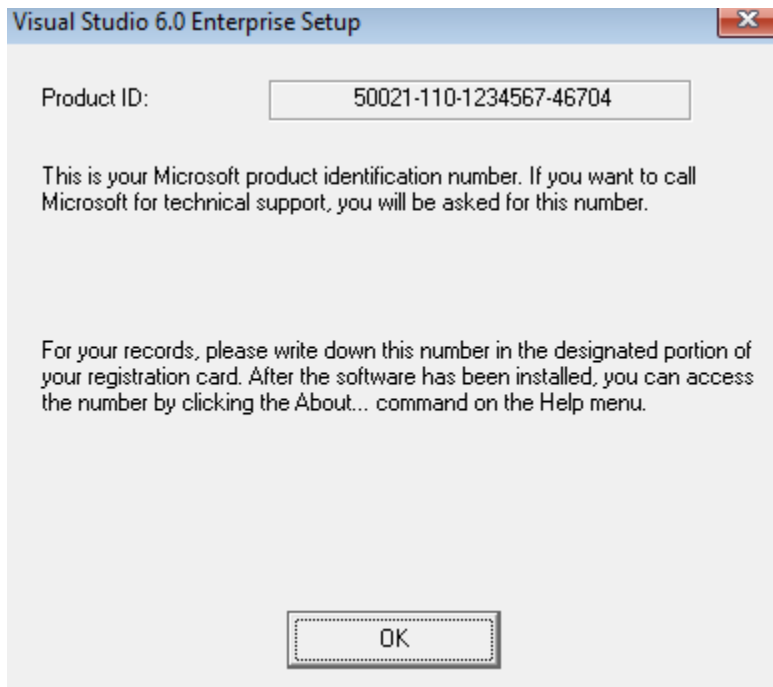 Visual Studio 6.0 Enterprise Setup
Product ID: 50021-110-1234567-46704
This is your Microsoft product identification number. If you want to call
Microsoft for technical support, you will be asked for this number.
For your records, please write down this number in the designated portion of
your registration card. After the software has been installed, you can access
the number by clicking the About... command on the Help menu.
OK